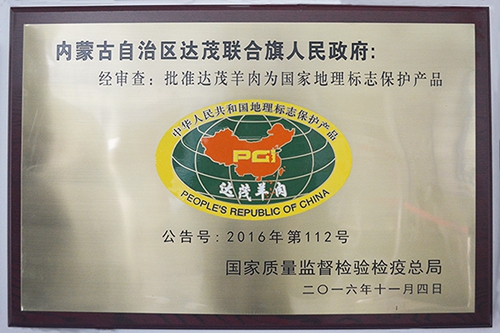 内蒙古自治区达茂联合旗人民政府:
经审查：批准达茂羊肉为国家地理标志保护产品
中华人民共和国地理标志保护产品
PGI
达茂羊肉
PEOPLE'S REPUBLIC OF CHINA
公告号: 2016年第112号
国家质量监督检验检疫总局
二〇一六年十一月四日